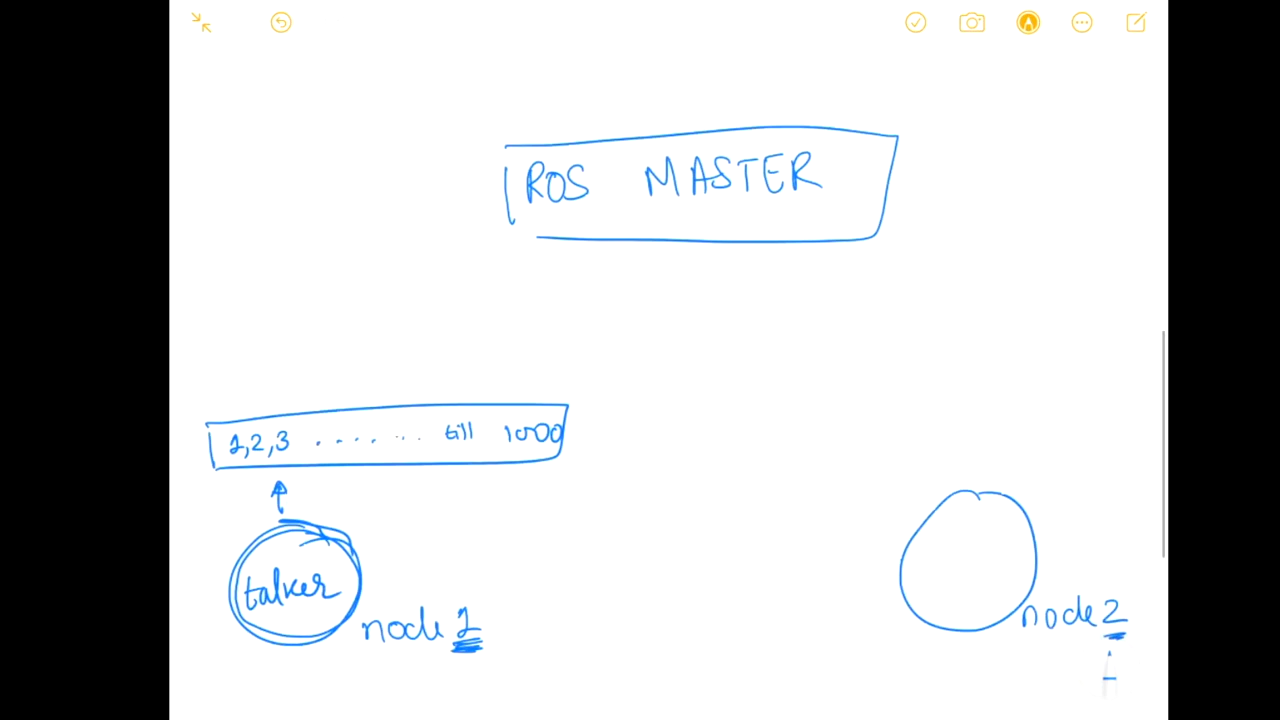 ROS MASTER
1,2,3 ........ till 1000
talker
node 1
node 2